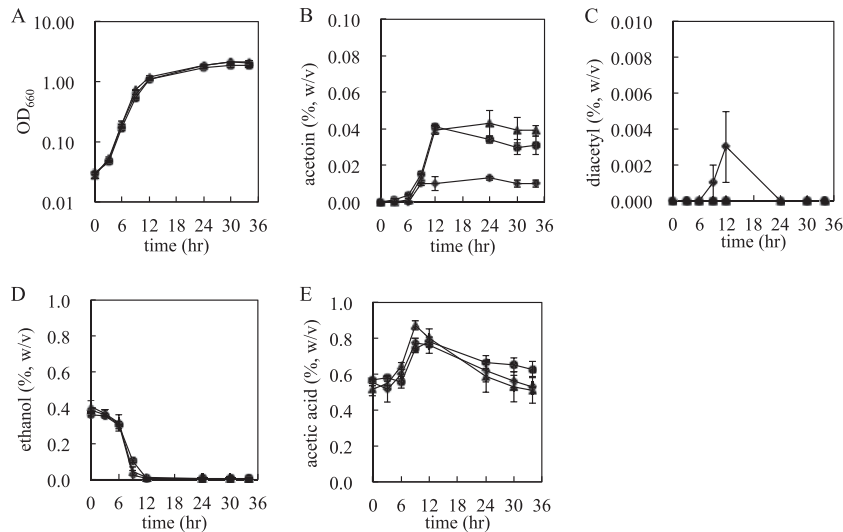 A
10.00
1.00
0.10
0.01
OD660
0 6 12 18 24 30 36
time (hr)
B
0.10
0.08
0.06
0.04
0.02
0.00
acetoin (%, w/v)
0 6 12 18 24 30 36
time (hr)
C
0.010
0.008
0.006
0.004
0.002
0.000
diacetyl (%, w/v)
0 6 12 18 24 30 36
time (hr)
D
1.0
0.8
0.6
0.4
0.2
0.0
ethanol (%, w/v)
0 6 12 18 24 30 36
time (hr)
E
1.0
0.8
0.6
0.4
0.2
0.0
acetic acid (%, w/v)
0 6 12 18 24 30 36
time (hr)